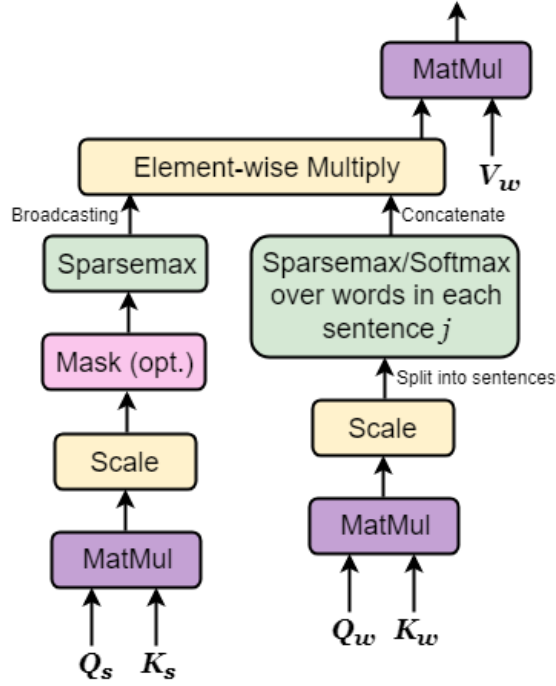 MatMul
Element-wise Multiply
V_w
Broadcasting
Concatenate
Sparsemax
Sparsemax/Softmax
over words in each
sentence j
Mask (opt.)
Split into sentences
Scale
Scale
MatMul
MatMul
Q_w K_w
Q_s K_s